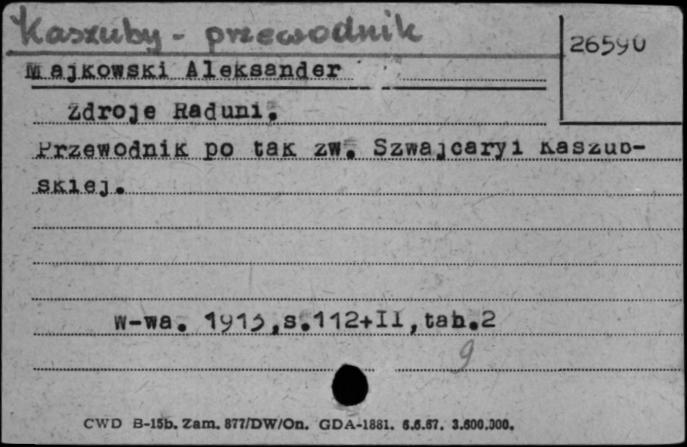 Kaszuby - przewodnik
26590
Majkowski Aleksander
Zdroje Raduni.
Przewodnik po tak zw. Szwajcaryi Kaszub-
skiej.
W-wa. 1913,s.112+II,tab.2
9
CWD B-15b. Zam. 877/DW/On. GDA-1881. 6.6.67. 3.600.000.